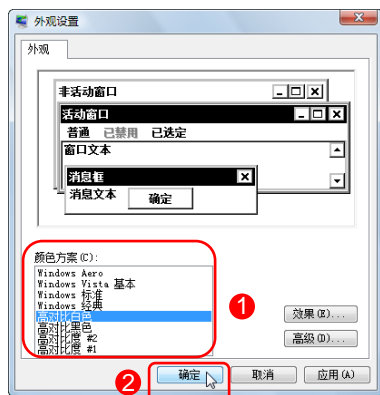 外观设置
外观
非活动窗口
活动窗口
普通 已禁用 已选定
窗口文本
消息框
消息文本
确定
颜色方案(C):
Windows Aero
Windows Vista 基本
Windows 标准
Windows 经典
高对比白色
高对比黑色
高对比度 #2
高对比度 #1
1
效果(E)...
高级(D)...
2
确定
取消
应用(A)